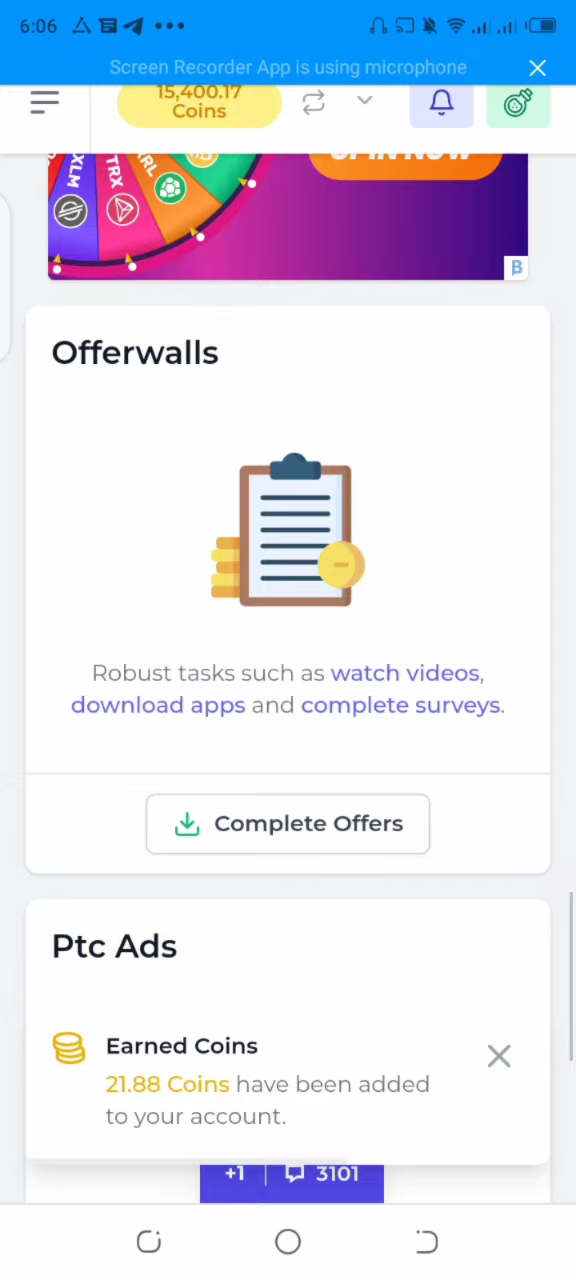 6:06
Screen Recorder App is using microphone
15,400.17
Coins
SPIN NOW
XLM
TRX
B
Offerwalls
Robust tasks such as watch videos,
download apps and complete surveys.
Complete Offers
Ptc Ads
Earned Coins
21.88 Coins have been added
to your account.
+1
3101